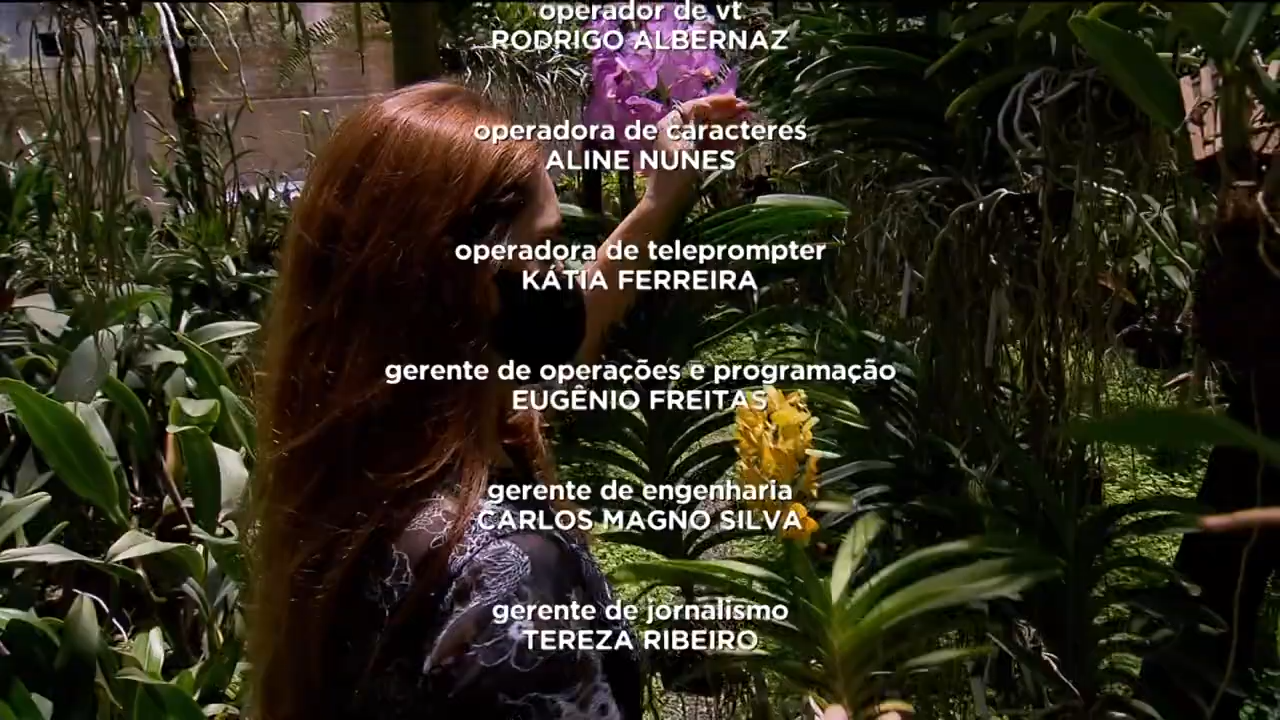 operador de vt
RODRIGO ALBERNAZ
operadora de caracteres
ALINE NUNES
operadora de teleprompter
KÁTIA FERREIRA
gerente de operações e programação
EUGÊNIO FREITAS
gerente de engenharia
CARLOS MAGNO SILVA
gerente de jornalismo
TEREZA RIBEIRO